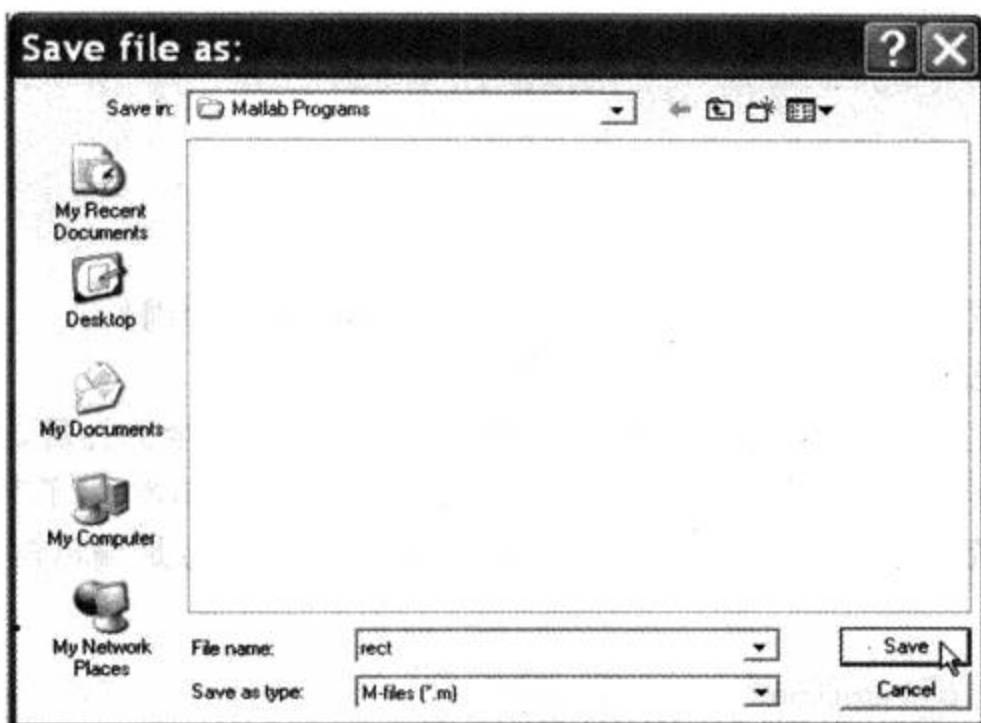 Save file as:
Save in: Matlab Programs
My Recent
Documents
Desktop
My Documents
My Computer
My Network
Places
File name: rect
Save
Save as type: M-files (*.m)
Cancel